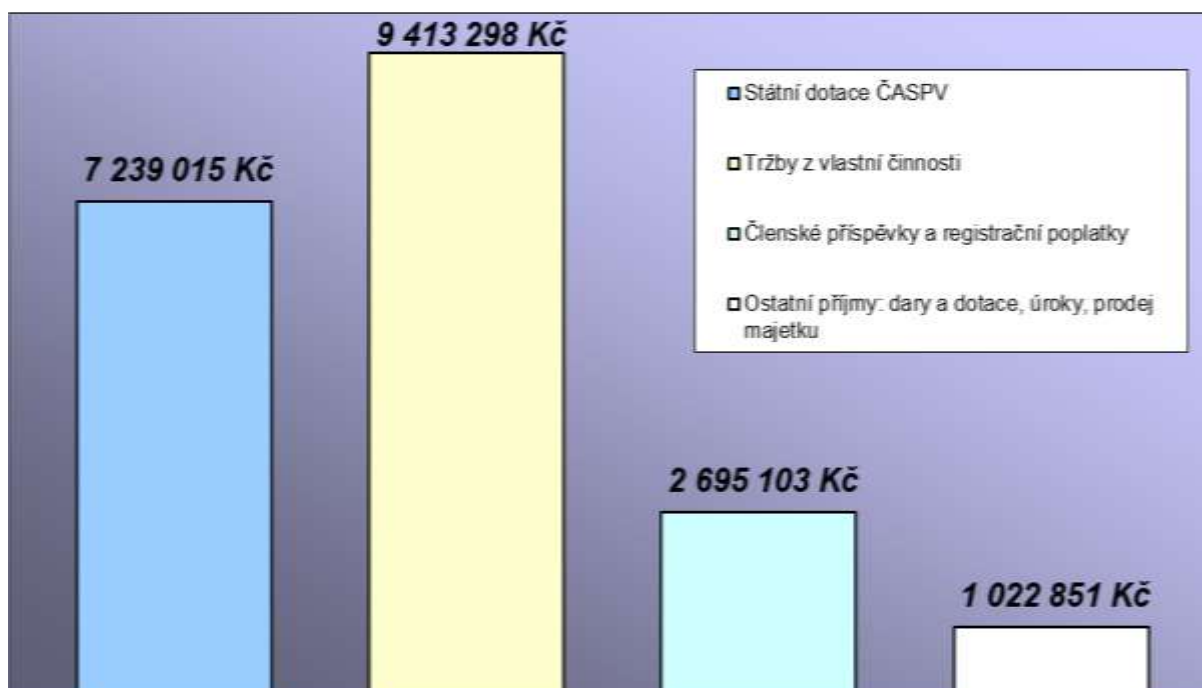 9 413 298 Kč
7 239 015 Kč
Státní dotace ČASPV
Tržby z vlastní činnosti
Členské příspěvky a registrační poplatky
Ostatní příjmy: dary a dotace, úroky, prodej
majetku
2 695 103 Kč
1 022 851 Kč